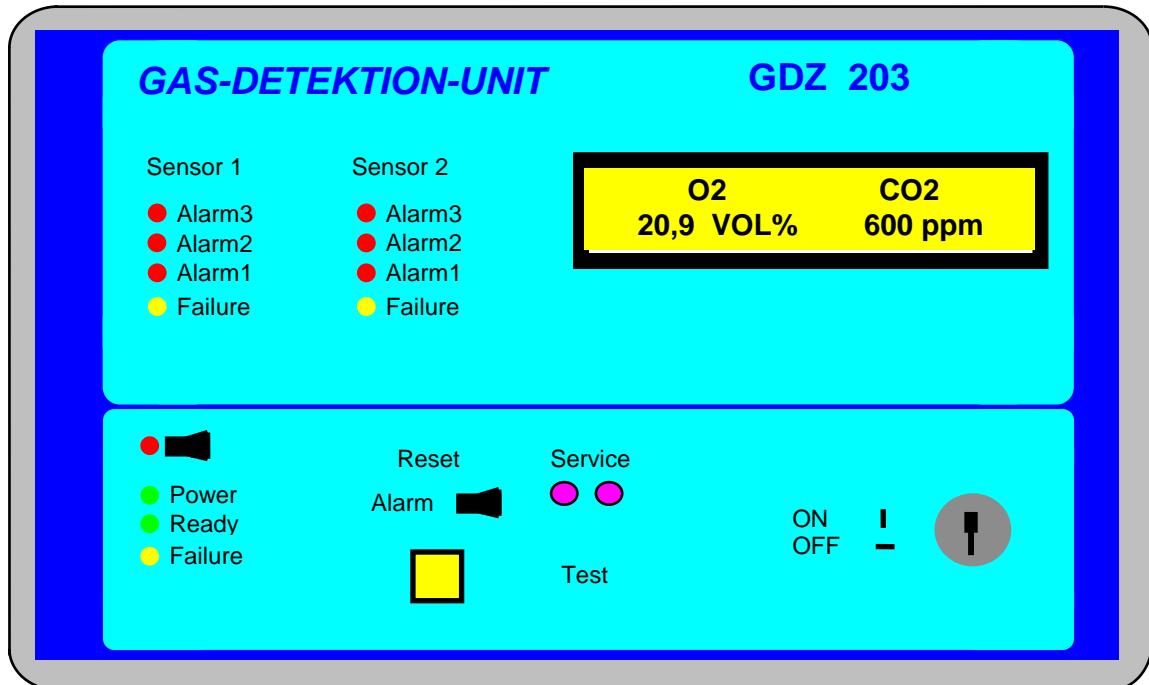 GAS-DETEKTION-UNIT GDZ 203
Sensor 1 Sensor 2
O2 CO2
20,9 VOL% 600 ppm
Alarm3 Alarm3
Alarm2 Alarm2
Alarm1 Alarm1
Failure Failure
Reset Service
Power
Alarm
Ready
Failure
ON
OFF
Test